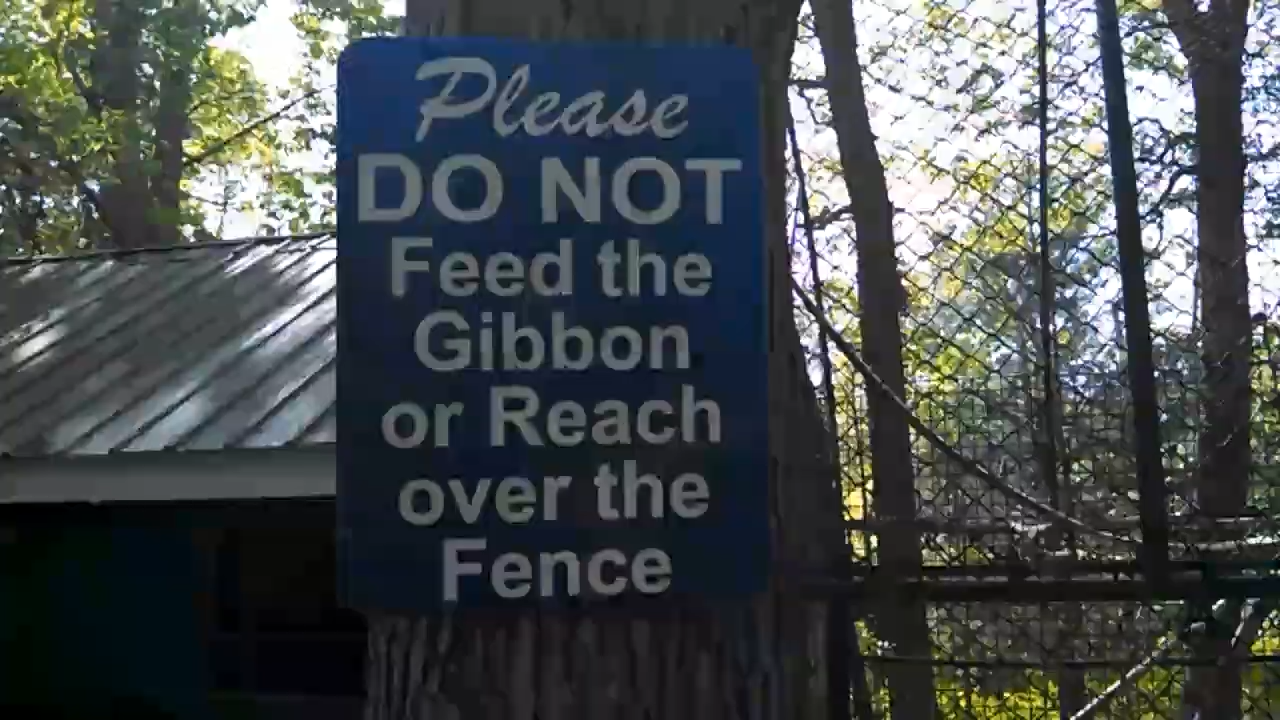 Please
DO NOT
Feed the
Gibbon
or Reach
over the
Fence